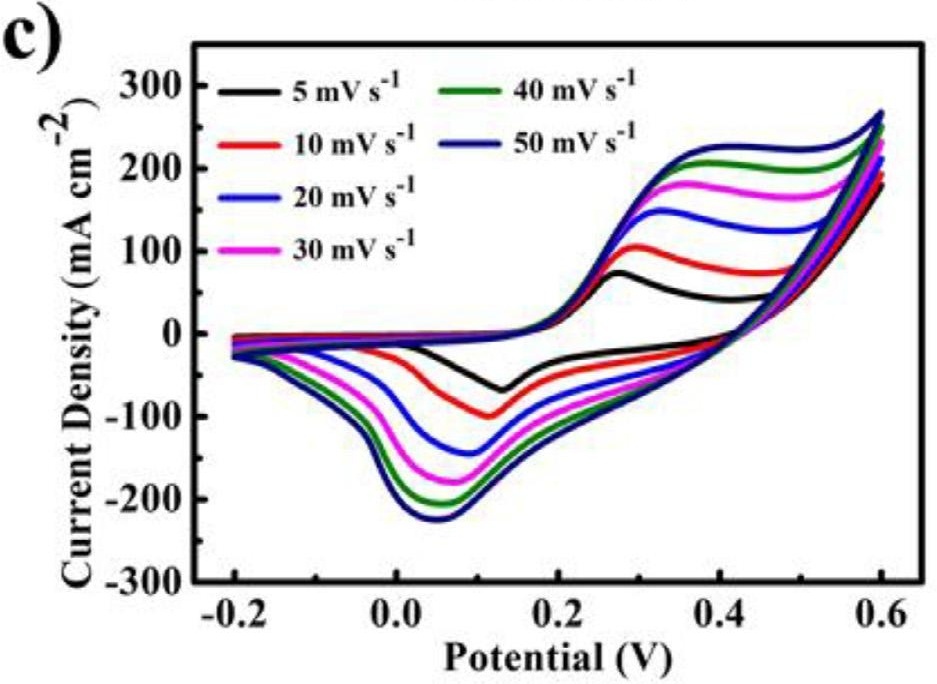 c)
300
200
100
0
-100
-200
-300
Current Density (mA cm⁻²)
5 mV s⁻¹
10 mV s⁻¹
20 mV s⁻¹
30 mV s⁻¹
40 mV s⁻¹
50 mV s⁻¹
-0.2 0.0 0.2 0.4 0.6
Potential (V)